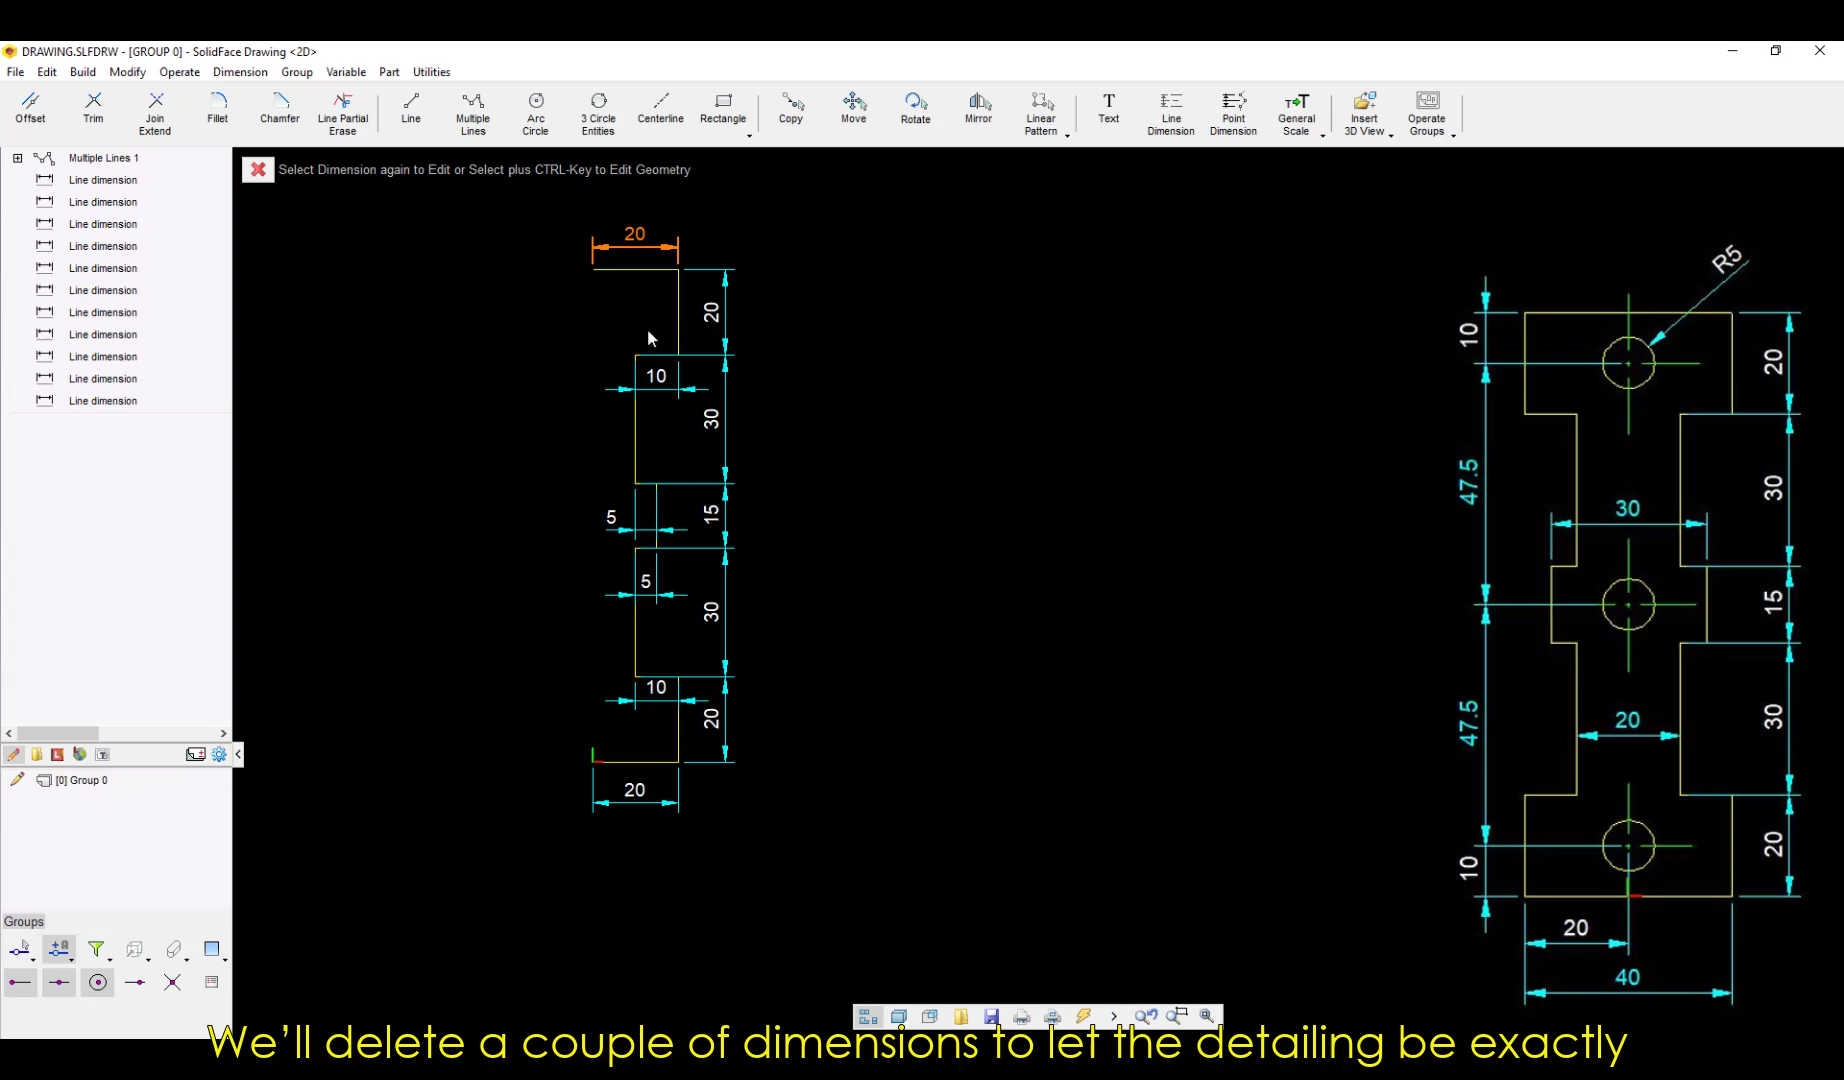 DRAWING.SLFDRW - [GROUP 0] - SolidFace Drawing <2D>
File Edit Build Modify Operate Dimension Group Variable Part Utilities
Offset Trim Join Extend Fillet Chamfer Line Partial Erase Line Multiple Lines Arc Circle 3 Circle Entities Centerline Rectangle Copy Move Rotate Mirror Linear Pattern Text Line Dimension Point Dimension General Scale Insert 3D View Operate Groups
Multiple Lines 1
Line dimension
Line dimension
Line dimension
Line dimension
Line dimension
Line dimension
Line dimension
Line dimension
Line dimension
Line dimension
Line dimension
[0] Group 0
Groups
Select Dimension again to Edit or Select plus CTRL-Key to Edit Geometry
20
20
10
30
5
15
5
30
10
20
20
R5
10
20
47.5
30
30
15
47.5
20
30
10
20
20
40
We’ll delete a couple of dimensions to let the detailing be exactly